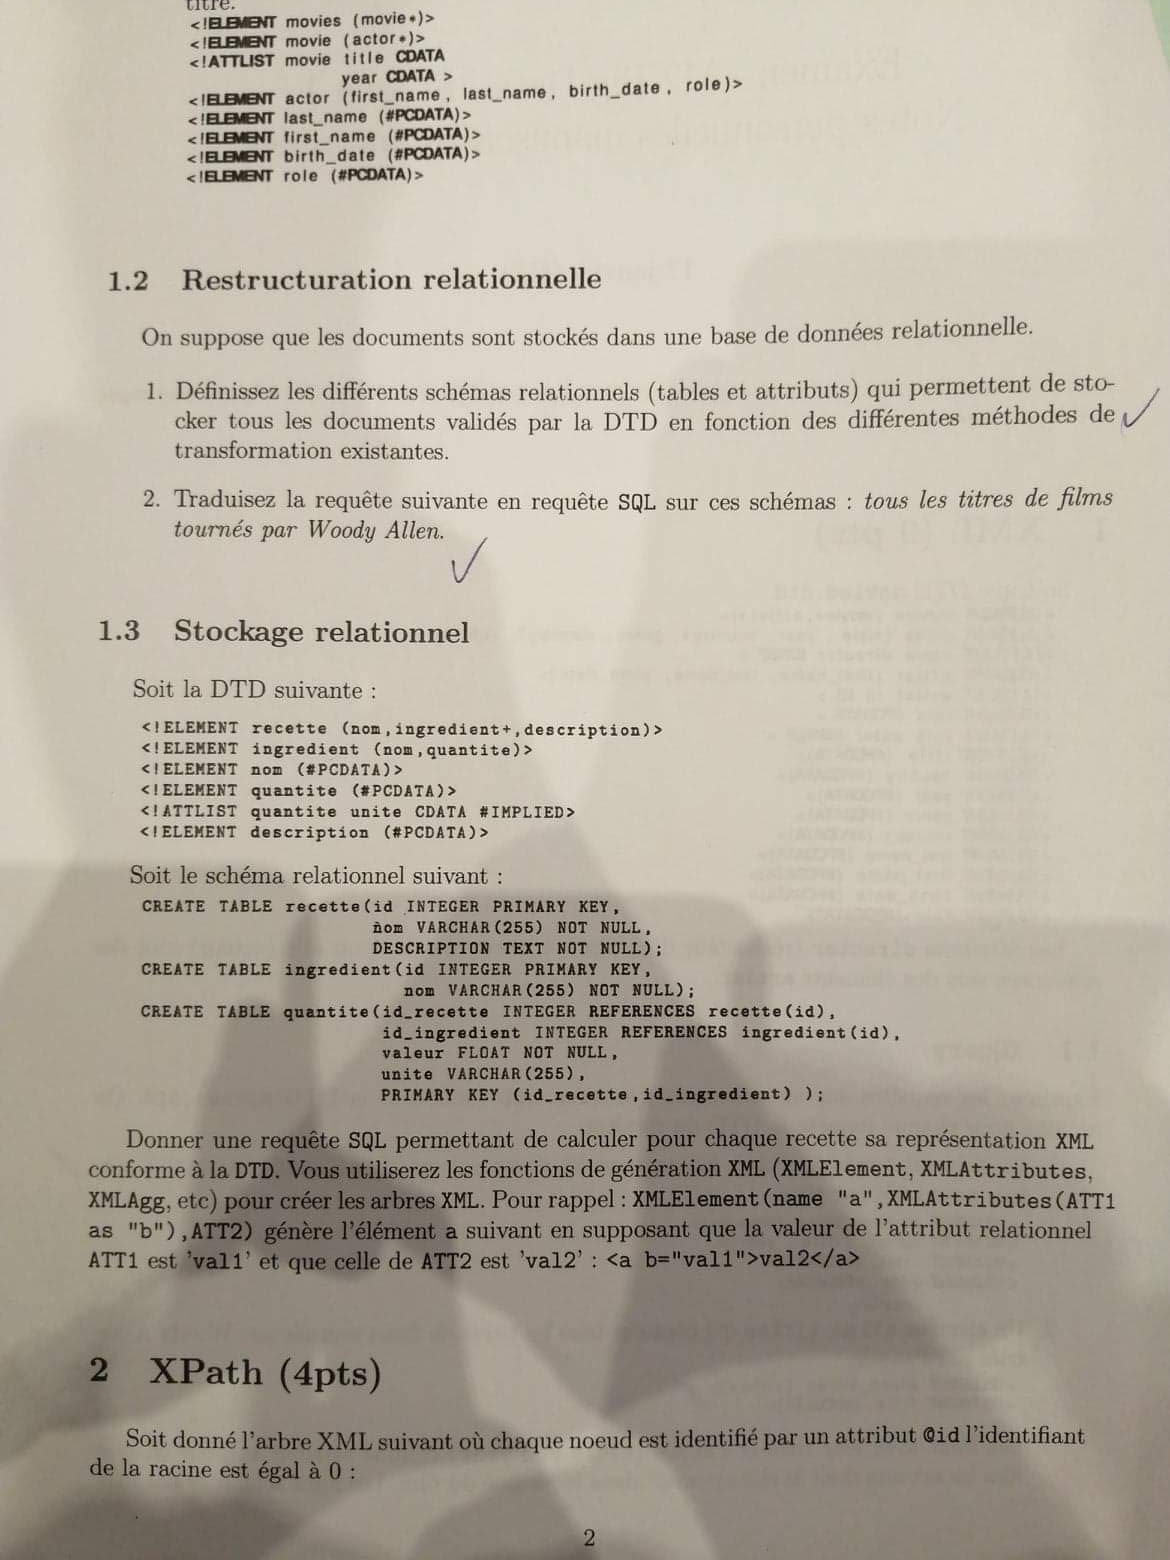 titre.
<!ELEMENT movies (movie*)>
<!ELEMENT movie (actor*)>
<!ATTLIST movie title CDATA
year CDATA >
<!ELEMENT actor (first_name, last_name, birth_date, role)>
<!ELEMENT last_name (#PCDATA)>
<!ELEMENT first_name (#PCDATA)>
<!ELEMENT birth_date (#PCDATA)>
<!ELEMENT role (#PCDATA)>
1.2 Restructuration relationnelle
On suppose que les documents sont stockés dans une base de données relationnelle.
1. Définissez les différents schémas relationnels (tables et attributs) qui permettent de sto-
cker tous les documents validés par la DTD en fonction des différentes méthodes de
transformation existantes.
2. Traduisez la requête suivante en requête SQL sur ces schémas : tous les titres de films
tournés par Woody Allen.
1.3 Stockage relationnel
Soit la DTD suivante :
<!ELEMENT recette (nom,ingredient+,description)>
<!ELEMENT ingredient (nom,quantite)>
<!ELEMENT nom (#PCDATA)>
<!ELEMENT quantite (#PCDATA)>
<!ATTLIST quantite unite CDATA #IMPLIED>
<!ELEMENT description (#PCDATA)>
Soit le schéma relationnel suivant :
CREATE TABLE recette(id INTEGER PRIMARY KEY,
nom VARCHAR(255) NOT NULL,
DESCRIPTION TEXT NOT NULL);
CREATE TABLE ingredient(id INTEGER PRIMARY KEY,
nom VARCHAR(255) NOT NULL);
CREATE TABLE quantite(id_recette INTEGER REFERENCES recette(id),
id_ingredient INTEGER REFERENCES ingredient(id),
valeur FLOAT NOT NULL,
unite VARCHAR(255),
PRIMARY KEY (id_recette,id_ingredient) );
Donner une requête SQL permettant de calculer pour chaque recette sa représentation XML
conforme à la DTD. Vous utiliserez les fonctions de génération XML (XMLElement, XMLAttributes,
XMLAgg, etc) pour créer les arbres XML. Pour rappel : XMLElement(name "a",XMLAttributes(ATT1
as "b"),ATT2) génère l'élément a suivant en supposant que la valeur de l'attribut relationnel
ATT1 est 'val1' et que celle de ATT2 est 'val2' : <a b="val1">val2</a>
2 XPath (4pts)
Soit donné l'arbre XML suivant où chaque noeud est identifié par un attribut @id l'identifiant
de la racine est égal à 0 :
2